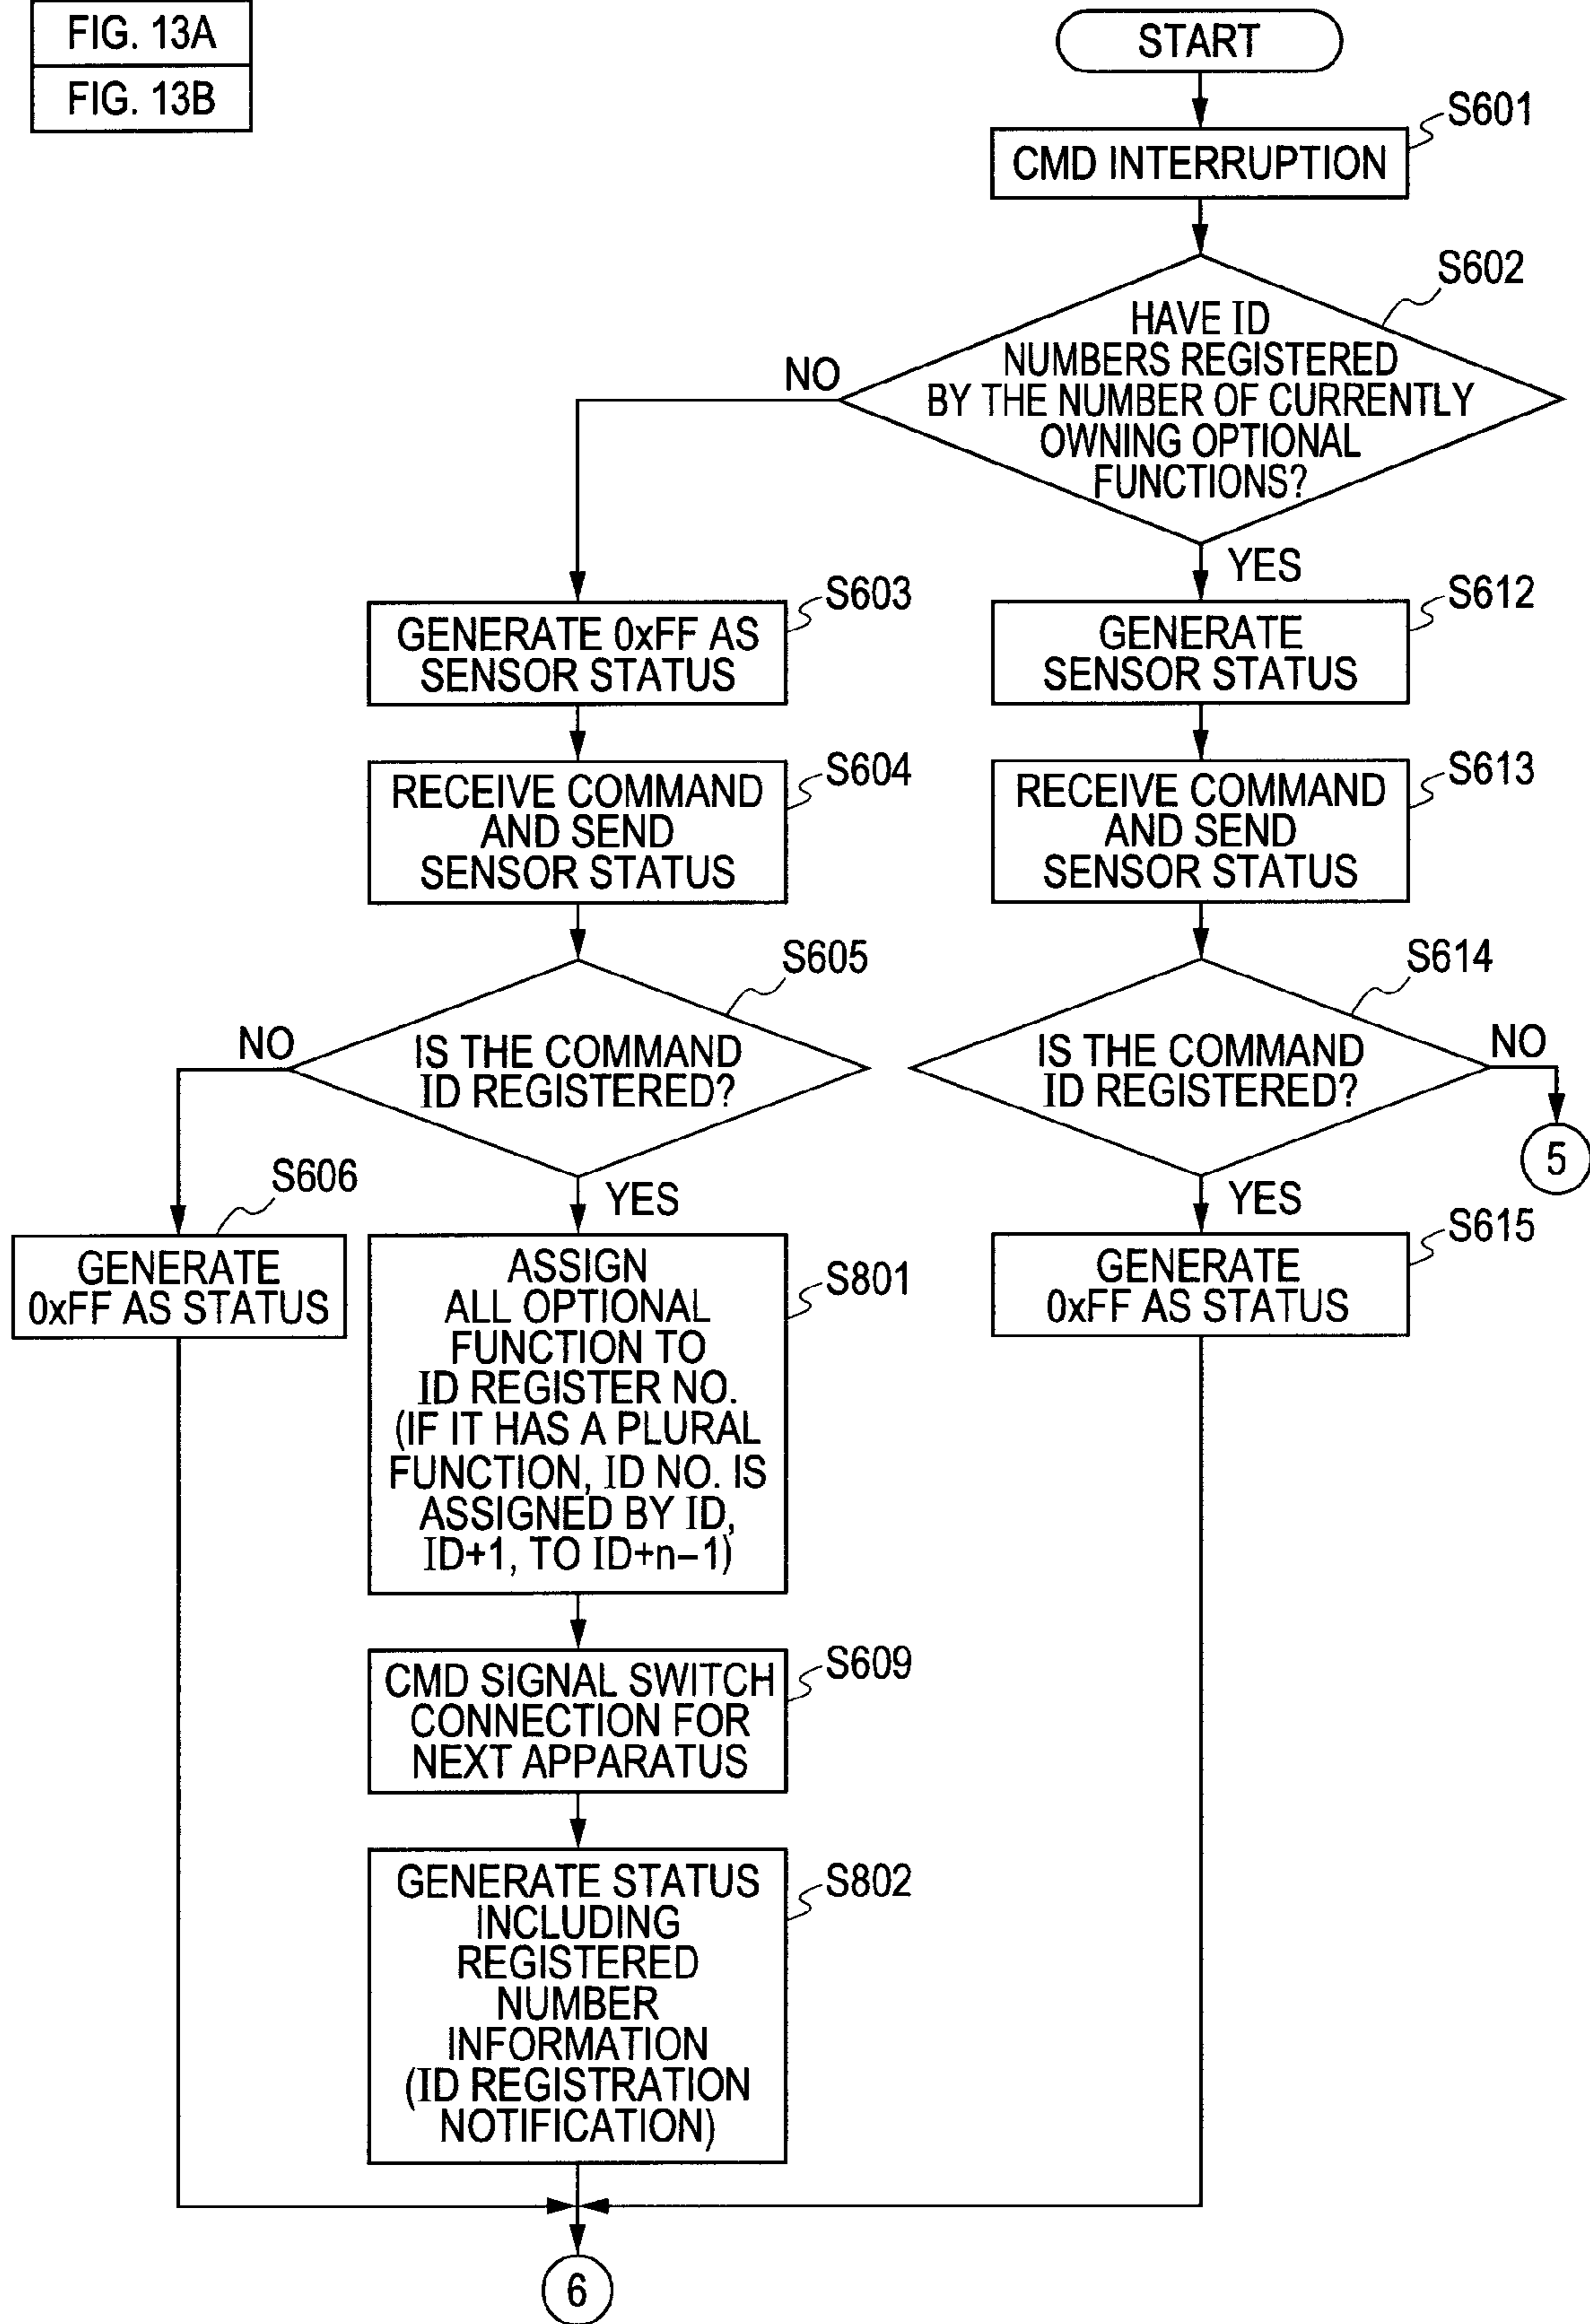 FIG. 13A
FIG. 13B
START
S601
CMD INTERRUPTION
S602
HAVE ID
NUMBERS REGISTERED
BY THE NUMBER OF CURRENTLY
OWNING OPTIONAL
FUNCTIONS?
NO
YES
S603
GENERATE 0xFF AS
SENSOR STATUS
S612
GENERATE
SENSOR STATUS
S604
RECEIVE COMMAND
AND SEND
SENSOR STATUS
S613
RECEIVE COMMAND
AND SEND
SENSOR STATUS
S605
IS THE COMMAND
ID REGISTERED?
NO
YES
S614
IS THE COMMAND
ID REGISTERED?
NO
5
YES
S606
GENERATE
0xFF AS STATUS
S801
ASSIGN
ALL OPTIONAL
FUNCTION TO
ID REGISTER NO.
(IF IT HAS A PLURAL
FUNCTION, ID NO. IS
ASSIGNED BY ID,
ID+1, TO ID+n−1)
S615
GENERATE
0xFF AS STATUS
S609
CMD SIGNAL SWITCH
CONNECTION FOR
NEXT APPARATUS
S802
GENERATE STATUS
INCLUDING
REGISTERED
NUMBER
INFORMATION
(ID REGISTRATION
NOTIFICATION)
6